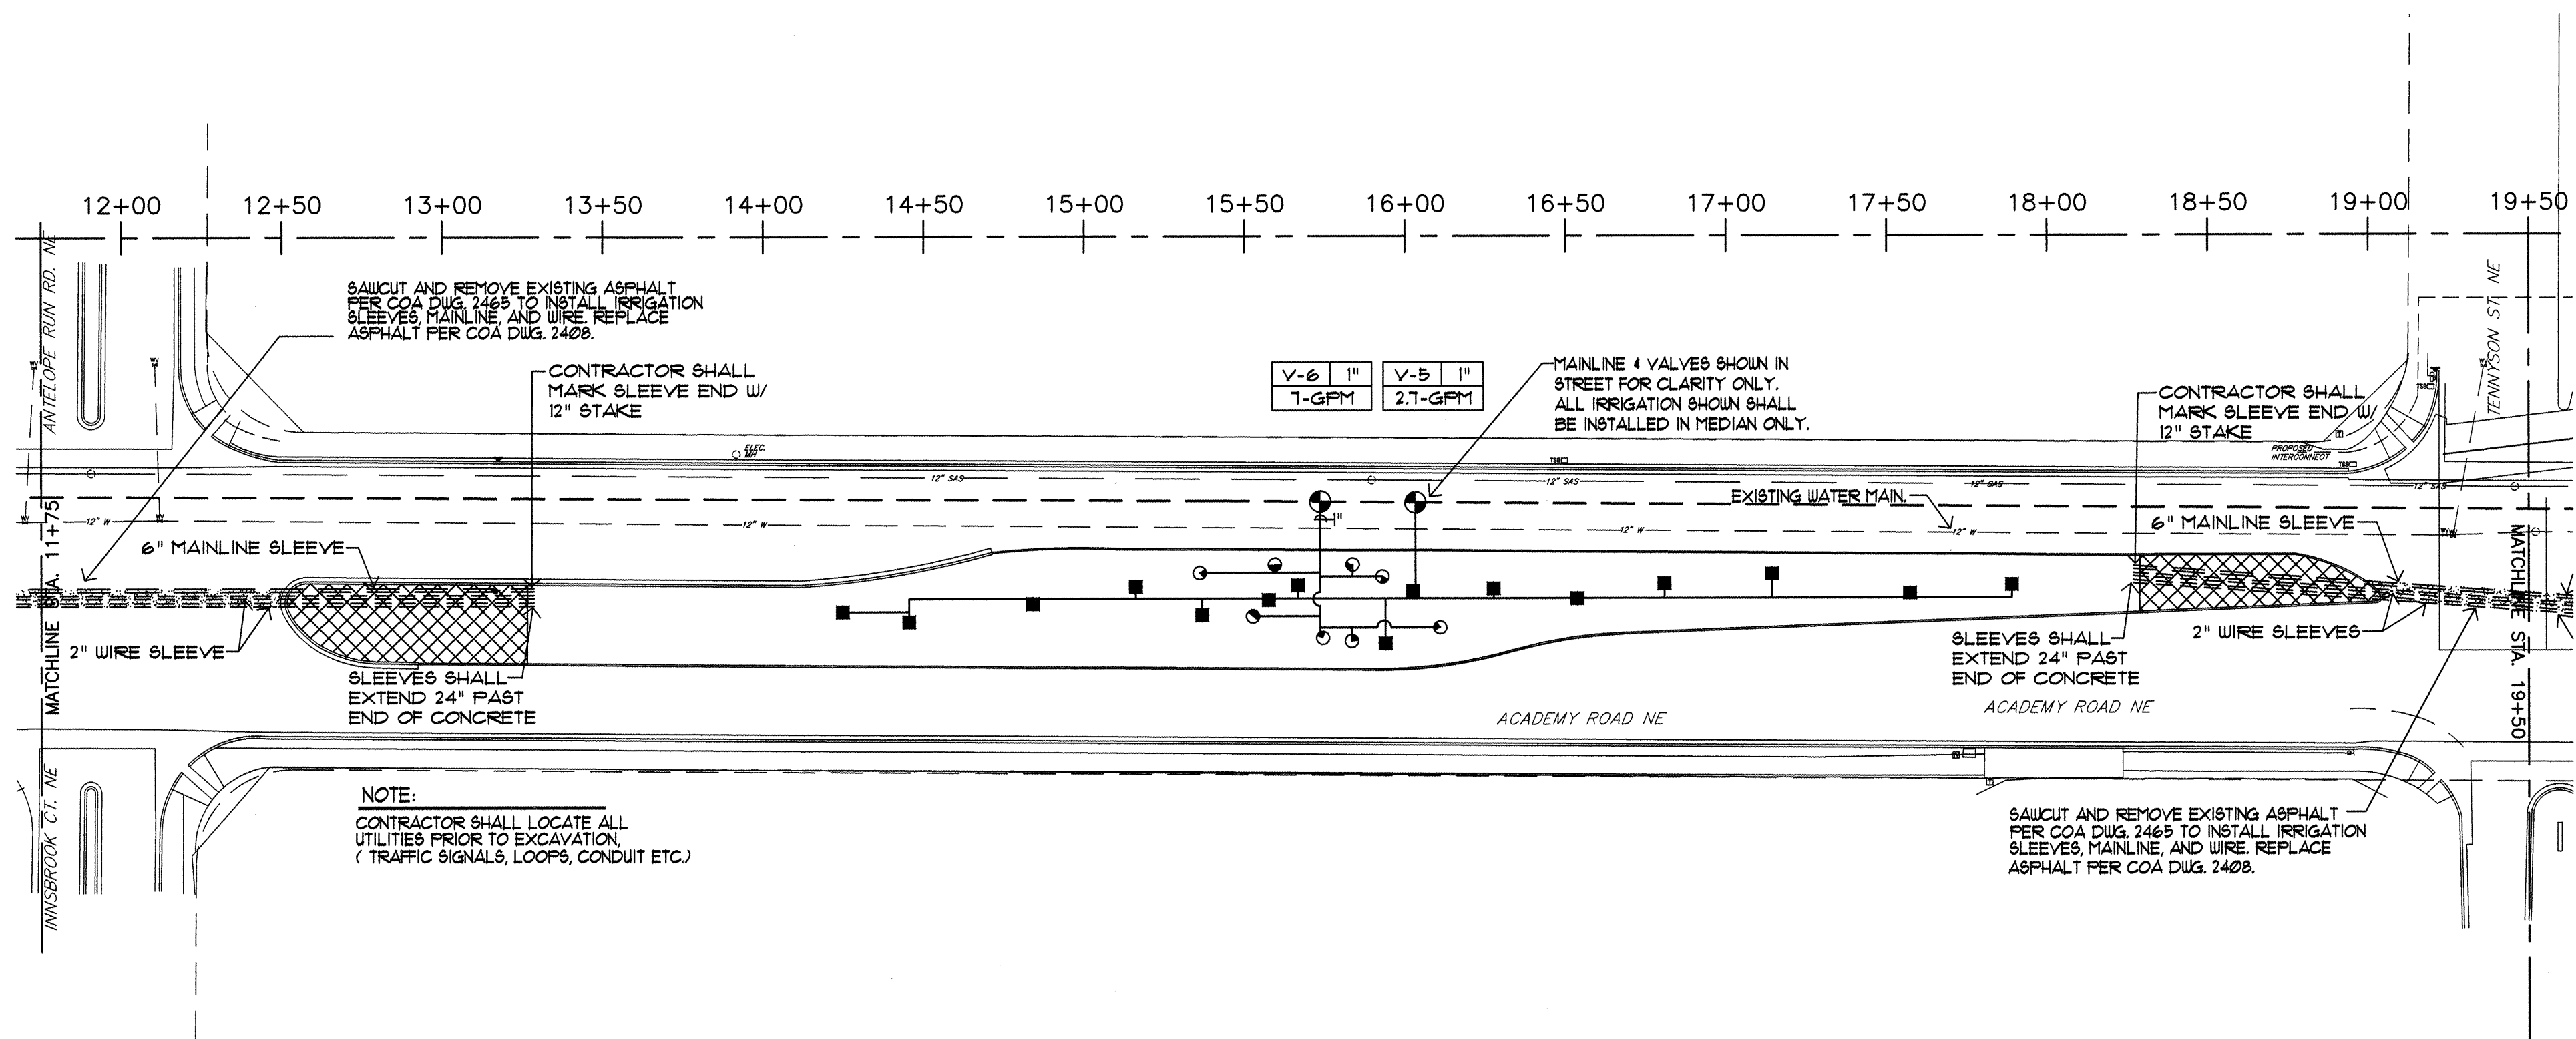 12+00 12+50 13+00 13+50 14+00 14+50 15+00 15+50 16+00 16+50 17+00 17+50 18+00 18+50 19+00 19+50
ANTELOPE RUN RD. NE
MATCHLINE STA. 11+75
INNSBROOK CT. NE
SAWCUT AND REMOVE EXISTING ASPHALT
PER COA DWG. 2465 TO INSTALL IRRIGATION
SLEEVES, MAINLINE, AND WIRE. REPLACE
ASPHALT PER COA DWG. 2408.
CONTRACTOR SHALL
MARK SLEEVE END W/
12" STAKE
V-6 1"
7-GPM
V-5 1"
2.7-GPM
MAINLINE & VALVES SHOWN IN
STREET FOR CLARITY ONLY.
ALL IRRIGATION SHOWN SHALL
BE INSTALLED IN MEDIAN ONLY.
CONTRACTOR SHALL
MARK SLEEVE END W/
12" STAKE
TENNYSON ST. NE
ELEC.
MH
TSB
TSB
TSB
PROPOSED
INTERCONNECT
12" SAS
12" SAS
12" SAS
12" SAS
EXISTING WATER MAIN.
12" W
12" W
12" W
12" W
1"
6" MAINLINE SLEEVE
6" MAINLINE SLEEVE
2" WIRE SLEEVE
2" WIRE SLEEVES
SLEEVES SHALL
EXTEND 24" PAST
END OF CONCRETE
SLEEVES SHALL
EXTEND 24" PAST
END OF CONCRETE
ACADEMY ROAD NE
ACADEMY ROAD NE
MATCHLINE STA. 19+50
NOTE:
CONTRACTOR SHALL LOCATE ALL
UTILITIES PRIOR TO EXCAVATION,
( TRAFFIC SIGNALS, LOOPS, CONDUIT ETC.)
SAWCUT AND REMOVE EXISTING ASPHALT
PER COA DWG. 2465 TO INSTALL IRRIGATION
SLEEVES, MAINLINE, AND WIRE. REPLACE
ASPHALT PER COA DWG. 2408.